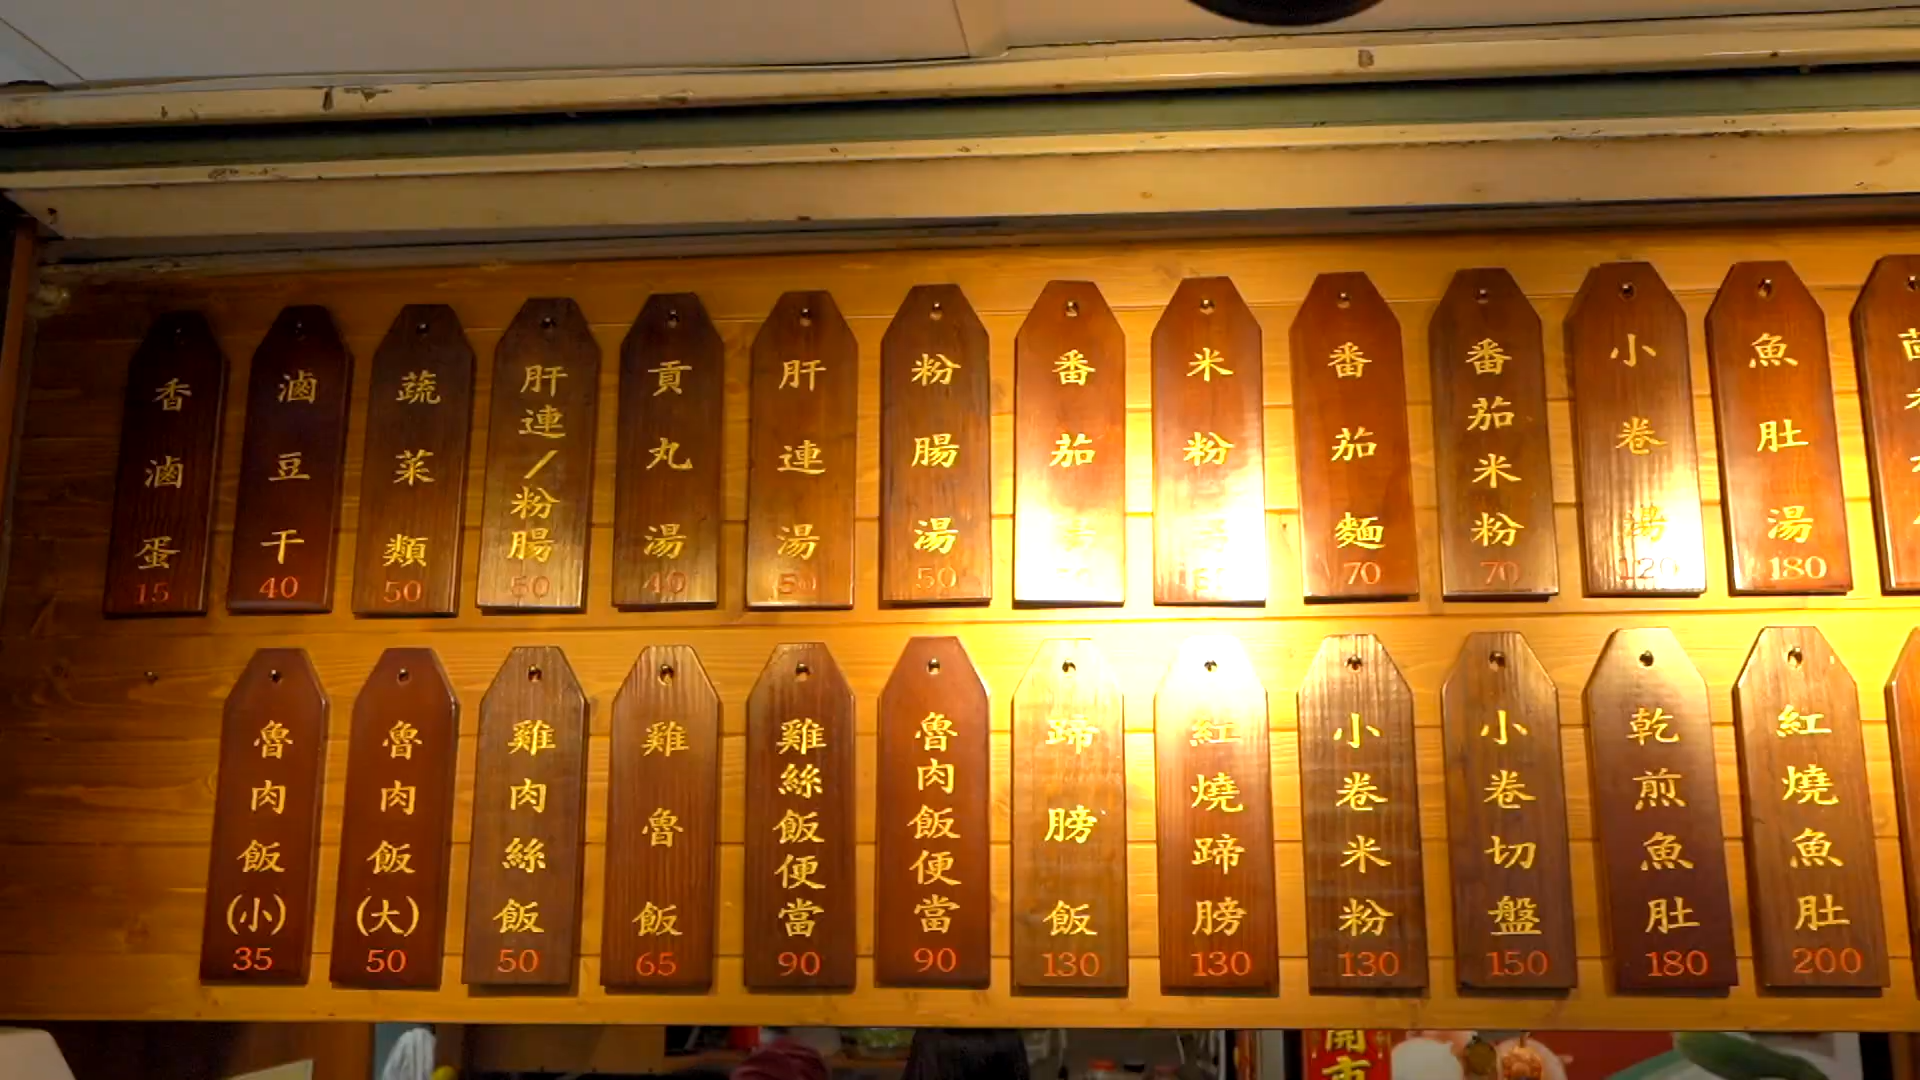 香滷蛋
15
滷豆干
40
蔬菜類
50
肝連/粉腸
50
貢丸湯
40
肝連湯
50
粉腸湯
50
番茄
米粉
番茄麵
70
番茄米粉
70
小卷湯
120
魚肚湯
180
魯肉飯(小)
35
魯肉飯(大)
50
雞肉絲飯
50
雞魯飯
65
雞絲飯便當
90
魯肉飯便當
90
蹄膀飯
130
紅燒蹄膀
130
小卷米粉
130
小卷切盤
150
乾煎魚肚
180
紅燒魚肚
200
開市